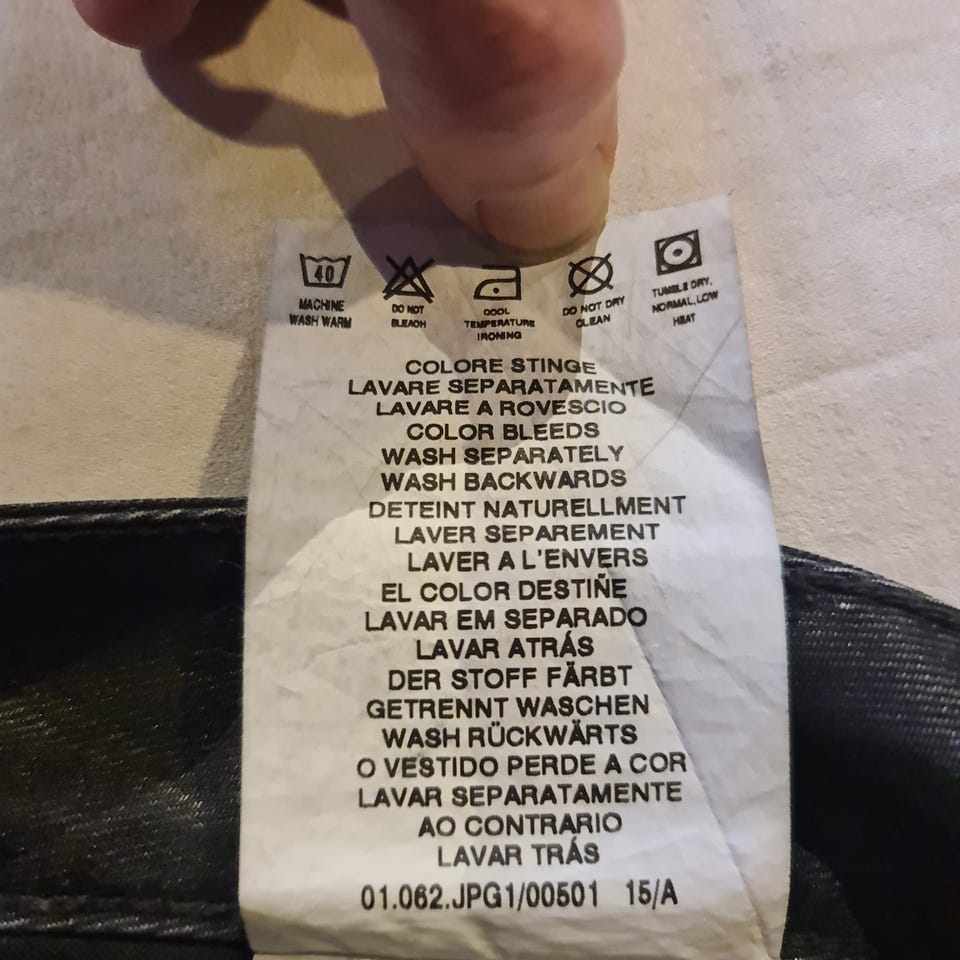 40
MACHINE
WASH WARM
DO NOT
BLEACH
COOL
TEMPERATURE
IRONING
DO NOT DRY
CLEAN
TUMBLE DRY,
NORMAL, LOW
HEAT
COLORE STINGE
LAVARE SEPARATAMENTE
LAVARE A ROVESCIO
COLOR BLEEDS
WASH SEPARATELY
WASH BACKWARDS
DETEINT NATURELLMENT
LAVER SEPAREMENT
LAVER A L'ENVERS
EL COLOR DESTIÑE
LAVAR EM SEPARADO
LAVAR ATRÁS
DER STOFF FÄRBT
GETRENNT WASCHEN
WASH RÜCKWÄRTS
O VESTIDO PERDE A COR
LAVAR SEPARATAMENTE
AO CONTRARIO
LAVAR TRÁS
01.062.JPG1/00501 15/A